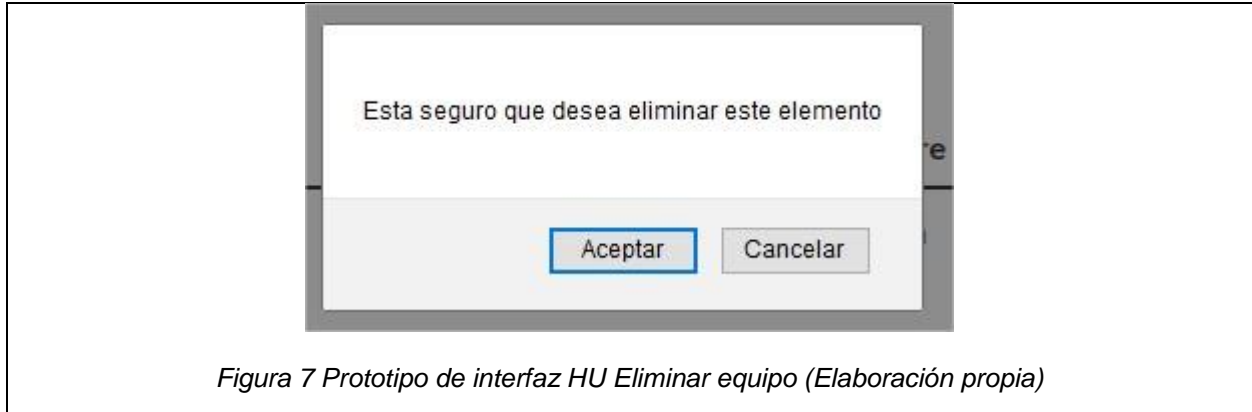 Esta seguro que desea eliminar este elemento
Aceptar Cancelar
Figura 7 Prototipo de interfaz HU Eliminar equipo (Elaboración propia)